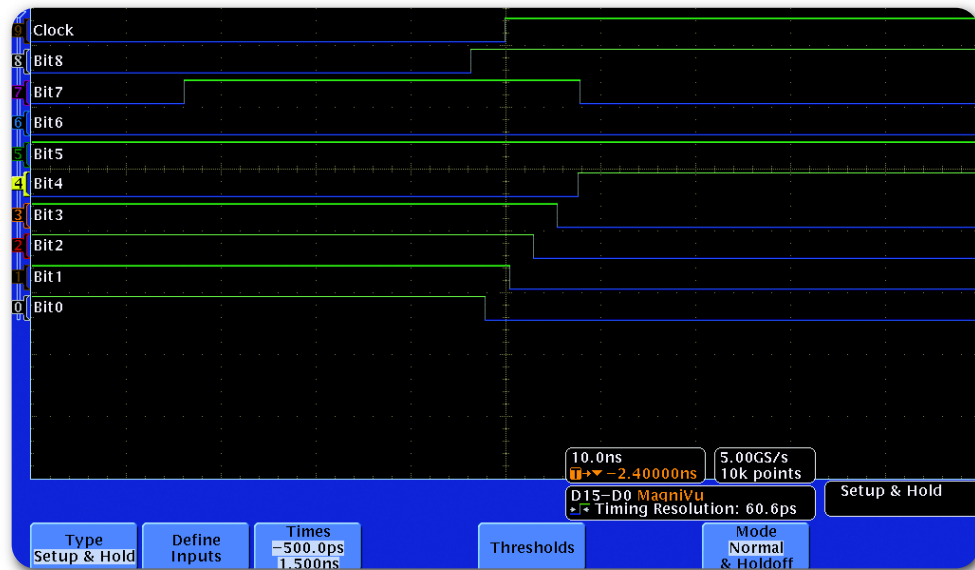 9 Clock
8 Bit8
7 Bit7
6 Bit6
5 Bit5
4 Bit4
3 Bit3
2 Bit2
1 Bit1
0 Bit0
10.0ns
T→▼ −2.40000ns
5.00GS/s
10k points
D15−D0 MagniVu
Timing Resolution: 60.6ps
Setup & Hold
Type
Setup & Hold
Define
Inputs
Times
−500.0ps
1.500ns
Thresholds
Mode
Normal
& Holdoff